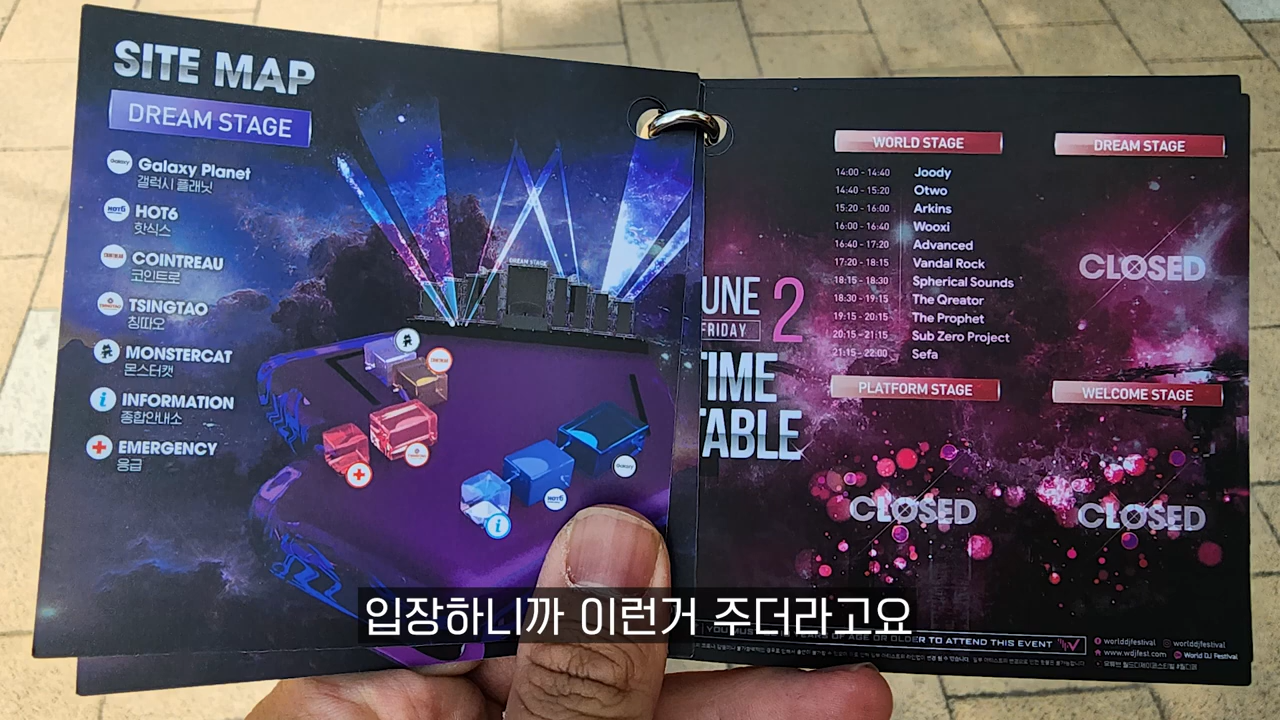 SITE MAP
DREAM STAGE
Galaxy Planet
갤럭시 플래닛
HOT6
핫식스
COINTREAU
코인트로
TSINGTAO
칭따오
MONSTERCAT
몬스터캣
INFORMATION
종합안내소
EMERGENCY
응급
DREAM STAGE
UNE 2
FRIDAY
TIME
TABLE
WORLD STAGE
14:00 - 14:40 Joody
14:40 - 15:20 Otwo
15:20 - 16:00 Arkins
16:00 - 16:40 Wooxi
16:40 - 17:20 Advanced
17:20 - 18:15 Vandal Rock
18:15 - 18:30 Spherical Sounds
18:30 - 19:15 The Qreator
19:15 - 20:15 The Prophet
20:15 - 21:15 Sub Zero Project
21:15 - 22:00 Sefa
DREAM STAGE
CLOSED
PLATFORM STAGE
CLOSED
WELCOME STAGE
CLOSED
YOU MUST YEARS OF AGE OR OLDER TO ATTEND THIS EVENT
worlddjfestival
worlddjfestival
www.wdjfest.com
World DJ Festival
입장하니까 이런거 주더라고요